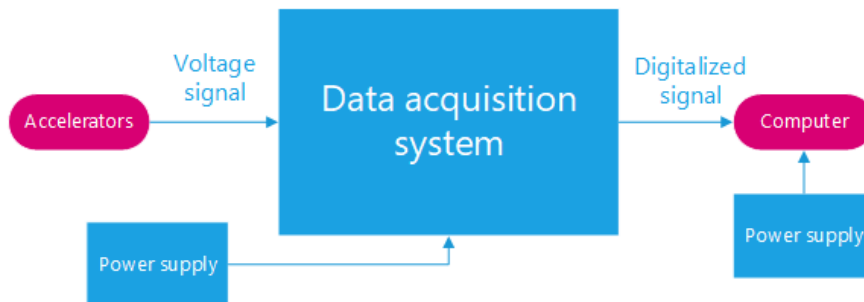 Voltage
signal
Accelerators
Data acquisition
system
Digitalized
signal
Computer
Power supply
Power supply